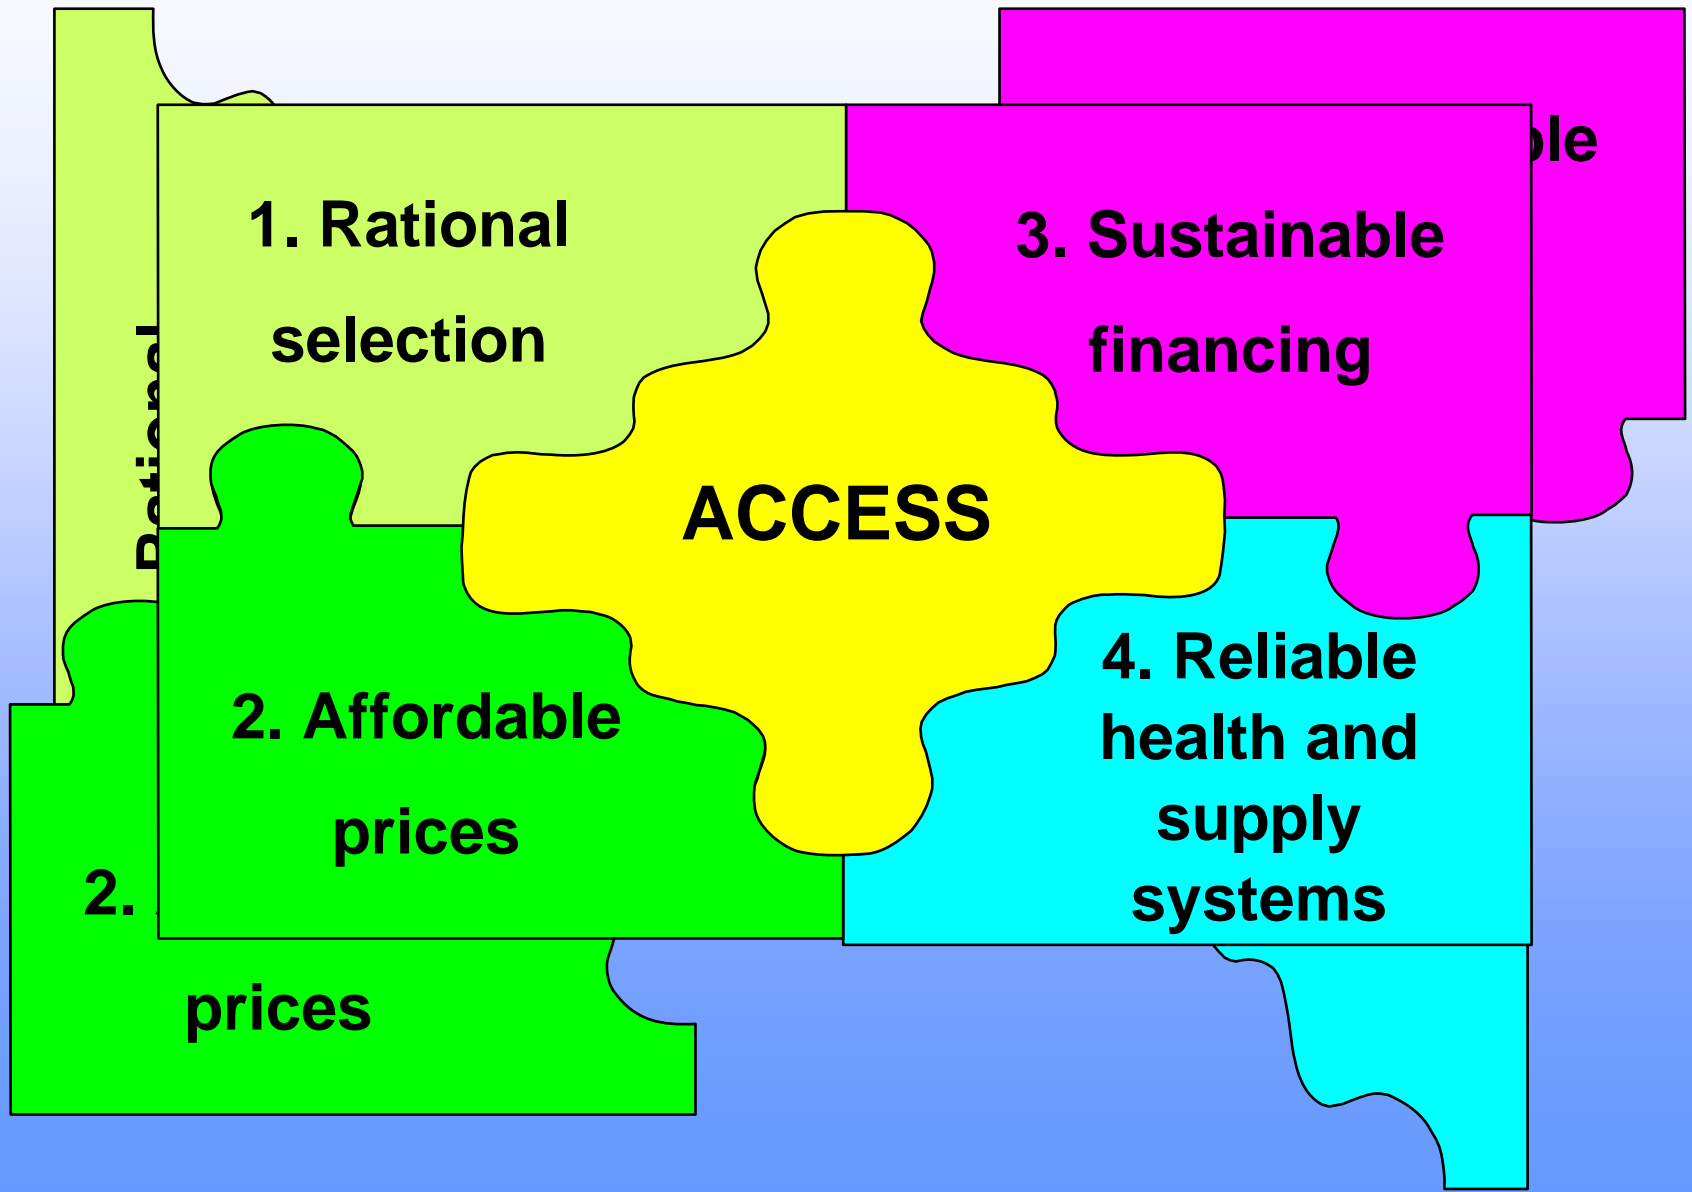 1. Rational
selection
3. Sustainable
financing
ACCESS
2. Affordable
prices
4. Reliable
health and
supply
systems
2.
prices